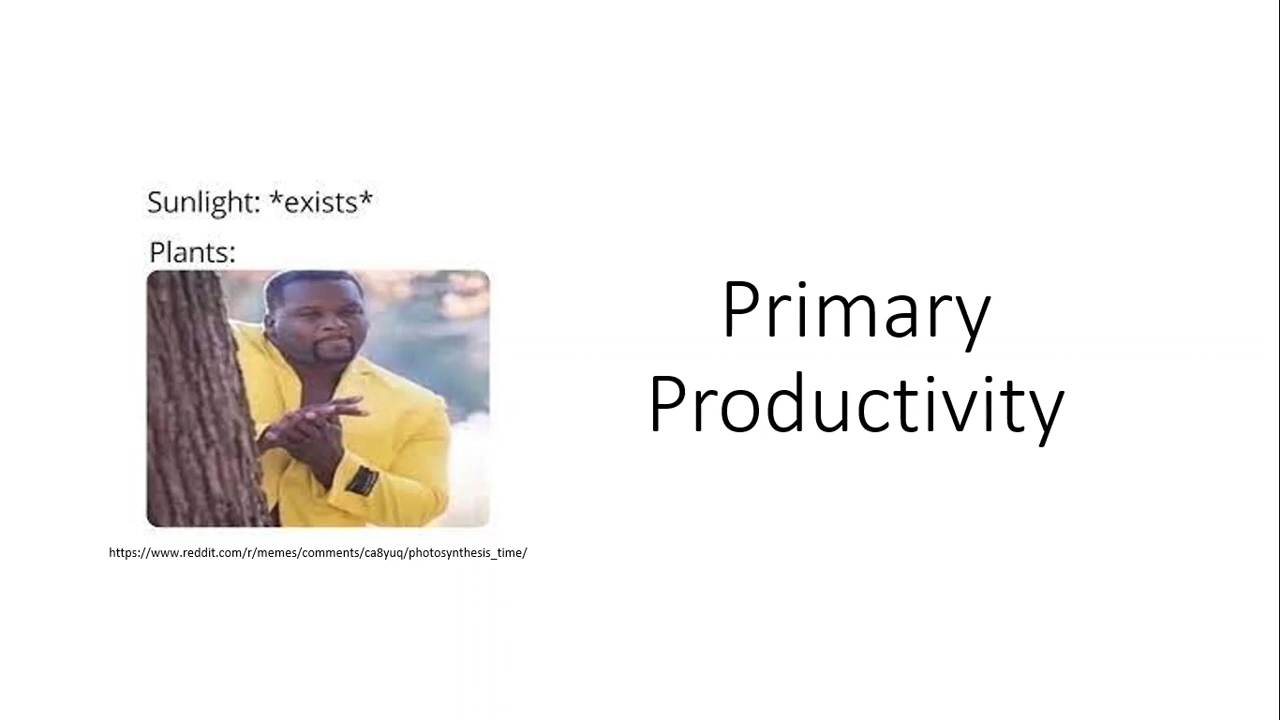 Sunlight: *exists*
Plants:
Primary
Productivity
https://www.reddit.com/r/memes/comments/ca8yuq/photosynthesis_time/